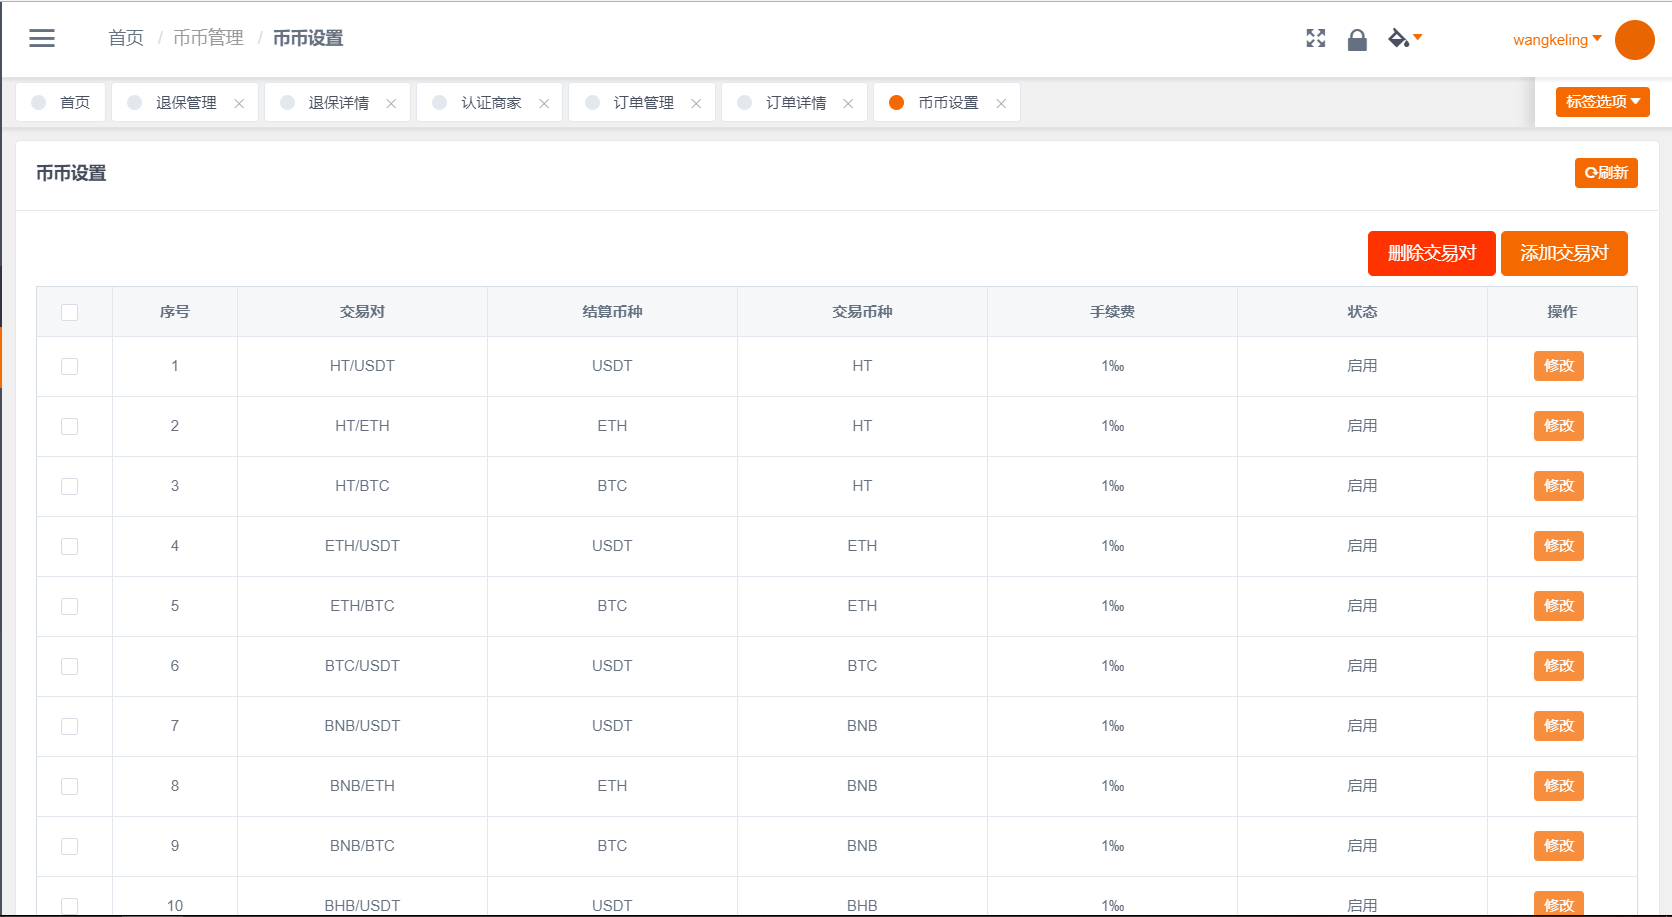 首页 / 币币管理 / 币币设置
wangkeling
首页 退保管理 × 退保详情 × 认证商家 × 订单管理 × 订单详情 × 币币设置 ×
标签选项
币币设置
刷新
删除交易对 添加交易对
序号 交易对 结算币种 交易币种 手续费 状态 操作
1 HT/USDT USDT HT 1‰ 启用 修改
2 HT/ETH ETH HT 1‰ 启用 修改
3 HT/BTC BTC HT 1‰ 启用 修改
4 ETH/USDT USDT ETH 1‰ 启用 修改
5 ETH/BTC BTC ETH 1‰ 启用 修改
6 BTC/USDT USDT BTC 1‰ 启用 修改
7 BNB/USDT USDT BNB 1‰ 启用 修改
8 BNB/ETH ETH BNB 1‰ 启用 修改
9 BNB/BTC BTC BNB 1‰ 启用 修改
10 BHB/USDT USDT BHB 1‰ 启用 修改